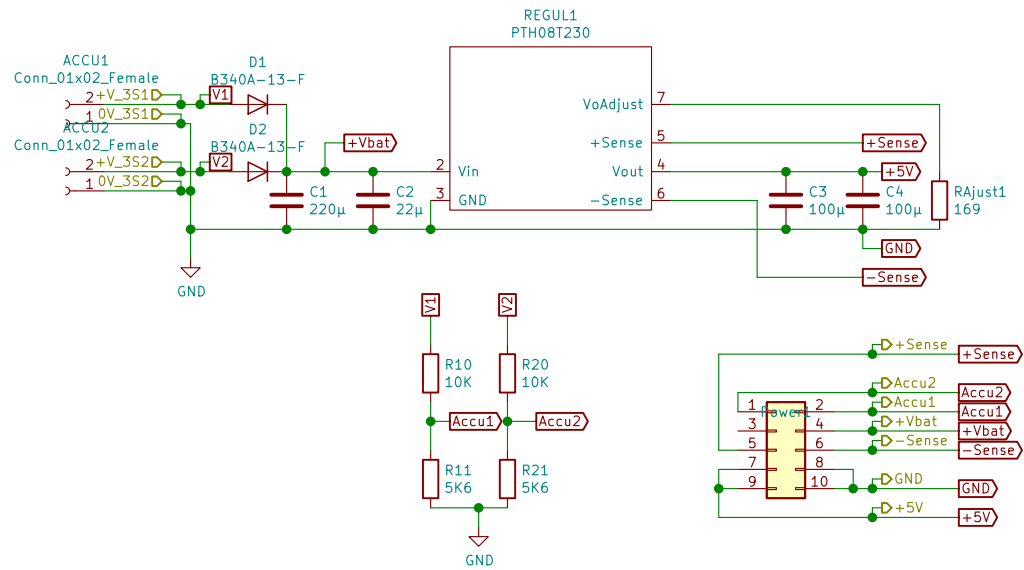 REGUL1
PTH08T230
ACCU1
Conn_01x02_Female
2
+V_3S1
V1
1
0V_3S1
D1
B340A-13-F
ACCU2
Conn_01x02_Female
2
+V_3S2
V2
1
0V_3S2
D2
B340A-13-F
+Vbat
C1
220µ
C2
22µ
2
Vin
3
GND
VoAdjust
7
+Sense
5
Vout
4
-Sense
6
+Sense
+5V
C3
100µ
C4
100µ
RAjust1
169
GND
-Sense
GND
V1
V2
R10
10K
R20
10K
Accu1
Accu2
R11
5K6
R21
5K6
GND
+Sense
+Sense
Accu2
Accu2
Accu1
Accu1
+Vbat
+Vbat
-Sense
-Sense
GND
GND
+5V
+5V
Power1
1
2
3
4
5
6
7
8
9
10